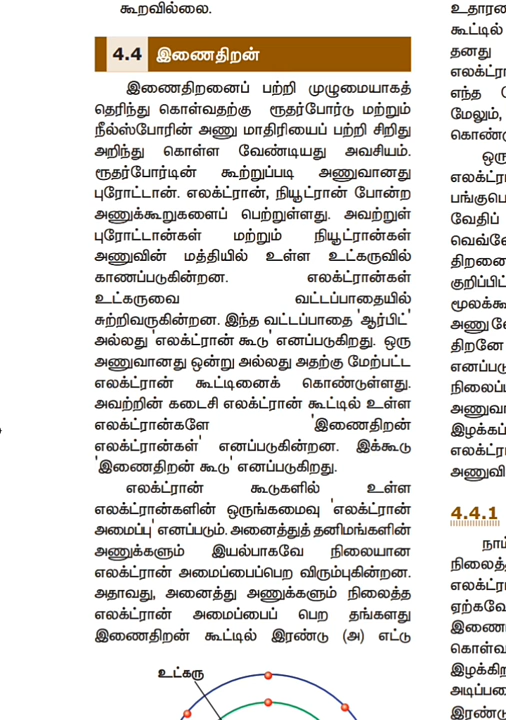 கூறவில்லை.
4.4 இணைதிறன்
இணைதிறனைப் பற்றி முழுமையாகத்
தெரிந்து கொள்வதற்கு ரூதர்போர்டு மற்றும்
நீல்ஸ்போரின் அணு மாதிரியைப் பற்றி சிறிது
அறிந்து கொள்ள வேண்டியது அவசியம்.
ரூதர்போர்டின் கூற்றுப்படி அணுவானது
புரோட்டான். எலக்ட்ரான், நியூட்ரான் போன்ற
அணுக்கூறுகளைப் பெற்றுள்ளது. அவற்றுள்
புரோட்டான்கள் மற்றும் நியூட்ரான்கள்
அணுவின் மத்தியில் உள்ள உட்கருவில்
காணப்படுகின்றன. எலக்ட்ரான்கள்
உட்கருவை வட்டப்பாதையில்
சுற்றிவருகின்றன. இந்த வட்டப்பாதை 'ஆர்பிட்'
அல்லது 'எலக்ட்ரான் கூடு' எனப்படுகிறது. ஒரு
அணுவானது ஒன்று அல்லது அதற்கு மேற்பட்ட
எலக்ட்ரான் கூட்டினைக் கொண்டுள்ளது.
அவற்றின் கடைசி எலக்ட்ரான் கூட்டில் உள்ள
எலக்ட்ரான்களே 'இணைதிறன்
எலக்ட்ரான்கள்' எனப்படுகின்றன. இக்கூடு
'இணைதிறன் கூடு' எனப்படுகிறது.
எலக்ட்ரான் கூடுகளில் உள்ள
எலக்ட்ரான்களின் ஒருங்கமைவு 'எலக்ட்ரான்
அமைப்பு' எனப்படும். அனைத்துத் தனிமங்களின்
அணுக்களும் இயல்பாகவே நிலையான
எலக்ட்ரான் அமைப்பைப்பெற விரும்புகின்றன.
அதாவது, அனைத்து அணுக்களும் நிலைத்த
எலக்ட்ரான் அமைப்பைப் பெற தங்களது
இணைதிறன் கூட்டில் இரண்டு (அ) எட்டு
உட்கரு
கூட்டில்
தனது
எந்த
மேலும்,
4.4.1